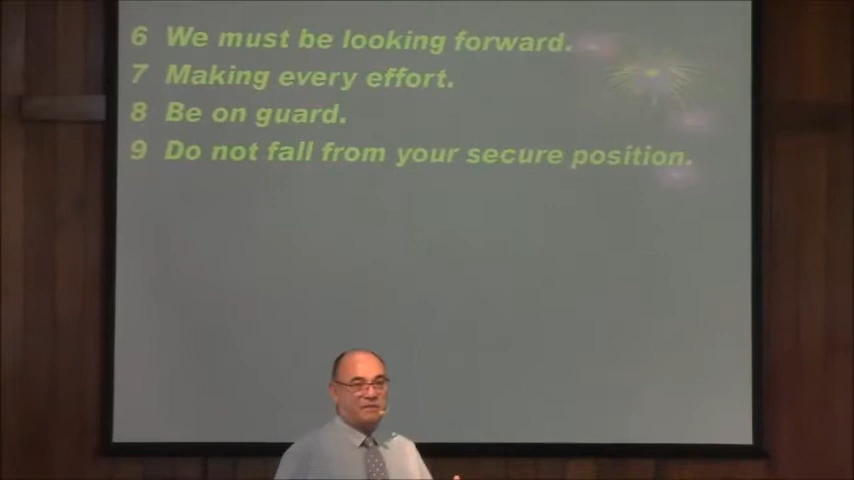 6 We must be looking forward.
7 Making every effort.
8 Be on guard.
9 Do not fall from your secure position.